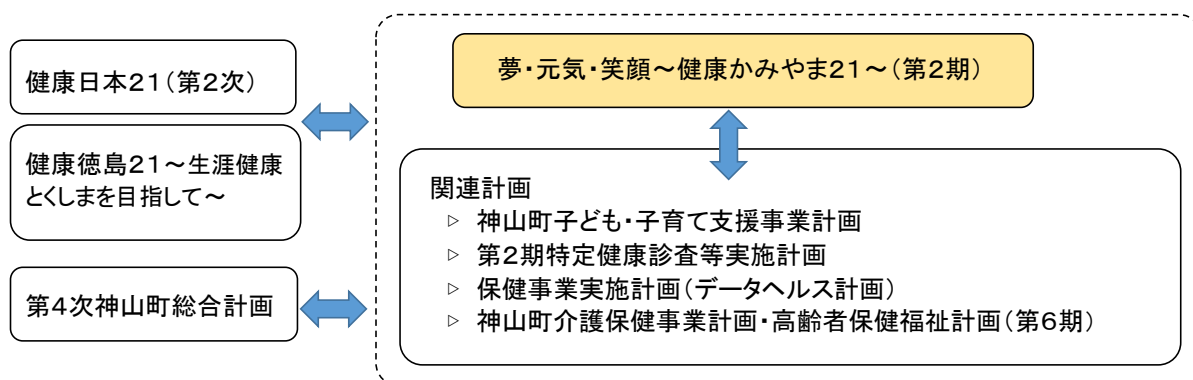 健康日本21(第2次)
健康徳島21~生涯健康
とくしまを目指して~
第4次神山町総合計画
夢・元気・笑顔~健康かみやま21~(第2期)
関連計画
▷ 神山町子ども・子育て支援事業計画
▷ 第2期特定健康診査等実施計画
▷ 保健事業実施計画(データヘルス計画)
▷ 神山町介護保健事業計画・高齢者保健福祉計画(第6期)